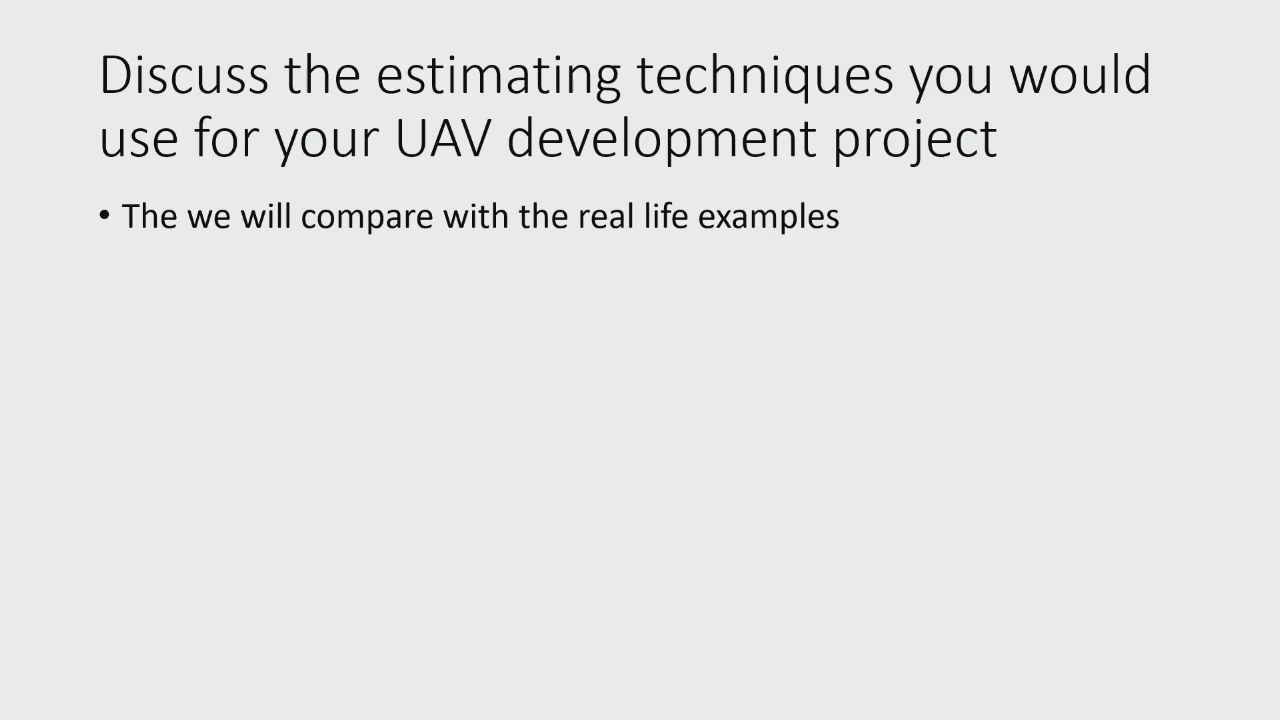 Discuss the estimating techniques you would
use for your UAV development project
• The we will compare with the real life examples